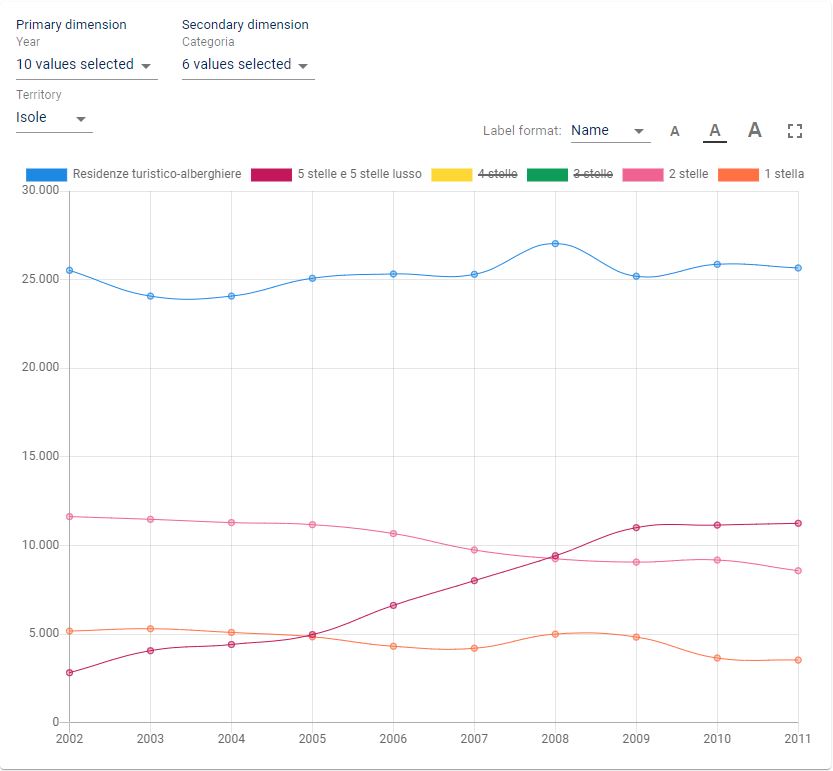 Primary dimension
Secondary dimension
Year
Categoria
10 values selected
6 values selected
Territory
Isole
Label format: Name A A A
Residenze turistico-alberghiere 5 stelle e 5 stelle lusso 4 stelle 3 stelle 2 stelle 1 stella
30.000
25.000
20.000
15.000
10.000
5.000
0
2002 2003 2004 2005 2006 2007 2008 2009 2010 2011